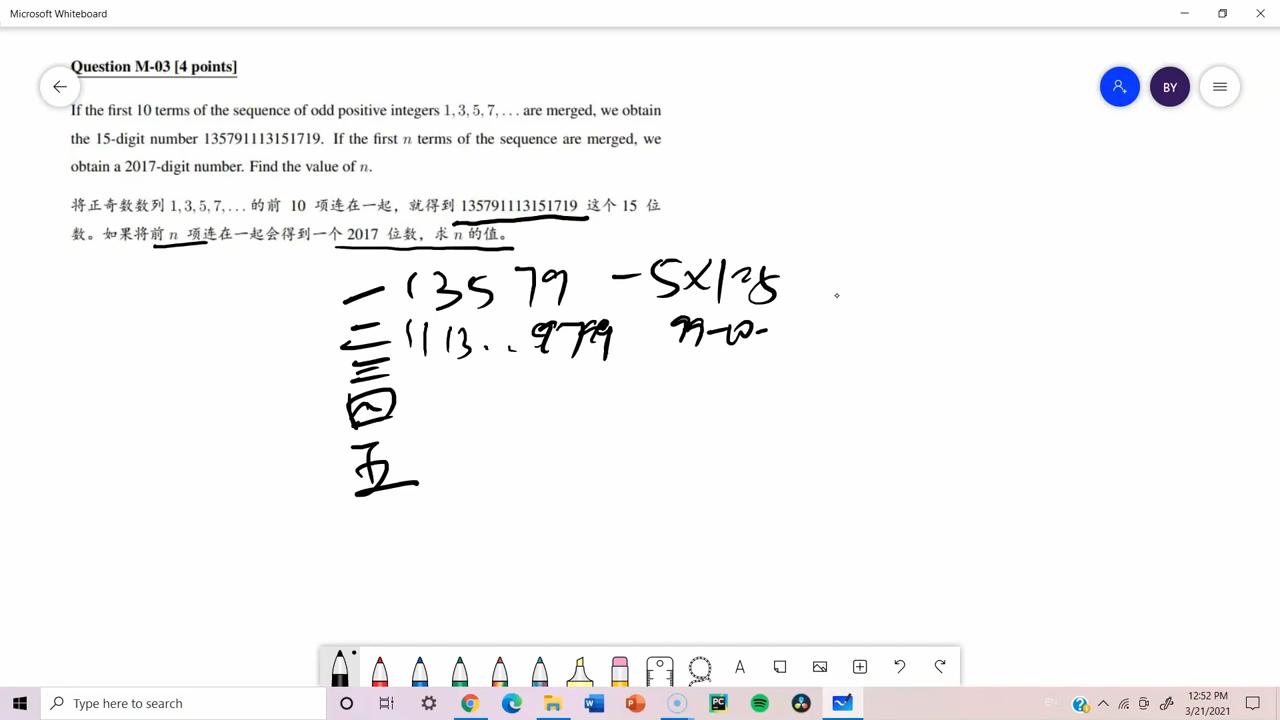 Microsoft Whiteboard
Question M-03 [4 points]
BY
If the first 10 terms of the sequence of odd positive integers 1, 3, 5, 7, . . . are merged, we obtain
the 15-digit number 135791113151719. If the first n terms of the sequence are merged, we
obtain a 2017-digit number. Find the value of n.
将正奇数数列 1, 3, 5, 7, . . . 的前 10 项连在一起，就得到 135791113151719 这个 15 位
数。如果将前 n 项连在一起会得到一个 2017 位数，求 n 的值。
一 1 3 5 7 9 - 5×1=5
二 11 13 . . 97 99 99-10-
三
四
五
A
Type here to search
12:52 PM
3/21/2021